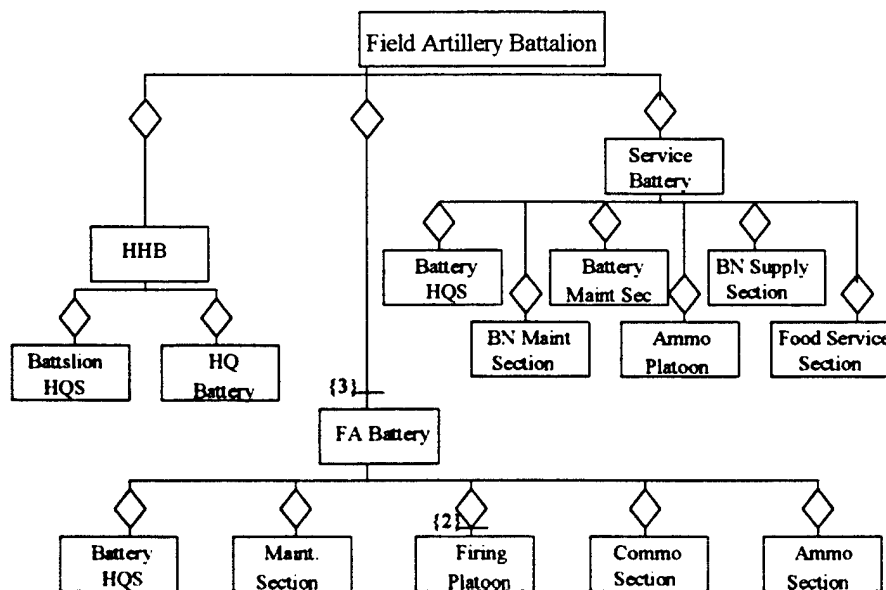 Field Artillery Battalion
Service
Battery
HHB
Battery
HQS
Battery
Maint Sec
BN Supply
Section
BN Maint
Section
Ammo
Platoon
Food Service
Section
Battslion
HQS
HQ
Battery
{3}
FA Battery
{2}
Battery
HQS
Maint.
Section
Firing
Platoon
Commo
Section
Ammo
Section